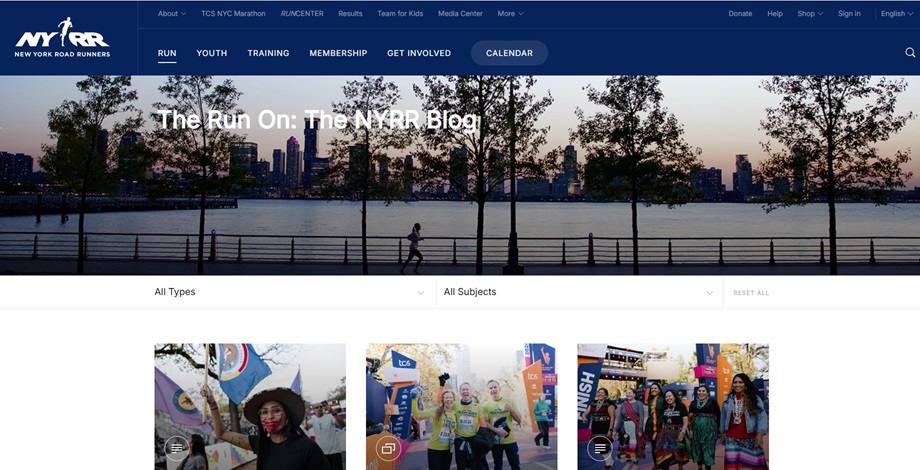 About TCS NYC Marathon RUNCENTER Results Team for Kids Media Center More Donate Help Shop Sign In English
NYRR
NEW YORK ROAD RUNNERS
RUN YOUTH TRAINING MEMBERSHIP GET INVOLVED CALENDAR
The Run On: The NYRR Blog
All Types All Subjects RESET ALL
tcs
FINISH